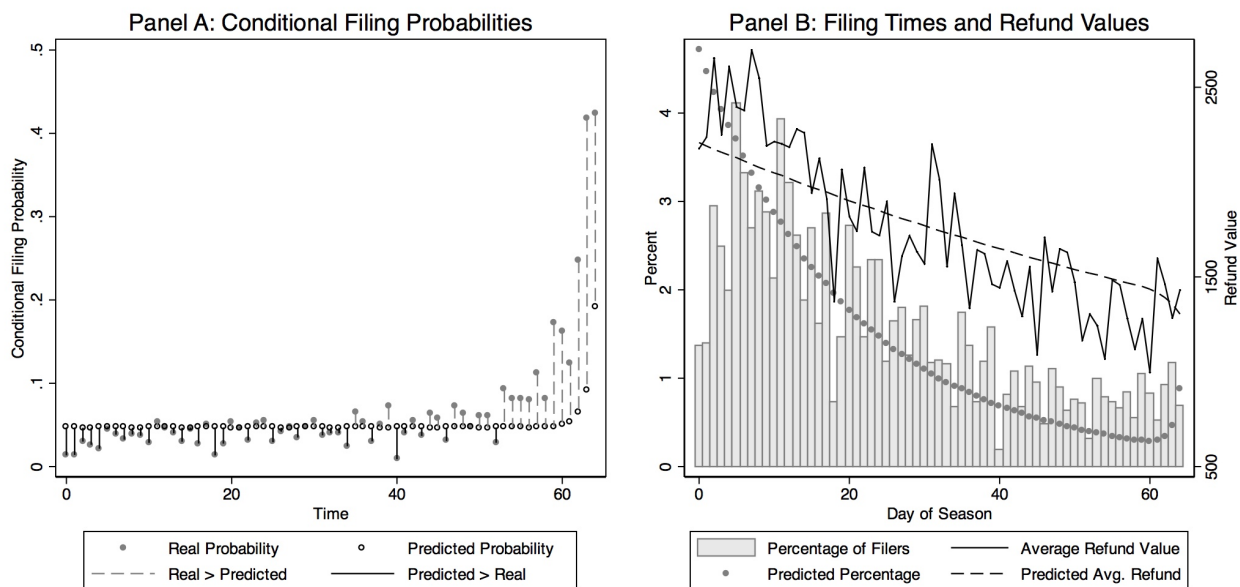 Panel A: Conditional Filing Probabilities
Conditional Filing Probability
.5
.4
.3
.2
.1
0
0 20 40 60
Time
Real Probability Predicted Probability
Real > Predicted Predicted > Real
Panel B: Filing Times and Refund Values
Percent
4
3
2
1
0
2500
1500
500
Refund Value
0 20 40 60
Day of Season
Percentage of Filers Average Refund Value
Predicted Percentage Predicted Avg. Refund